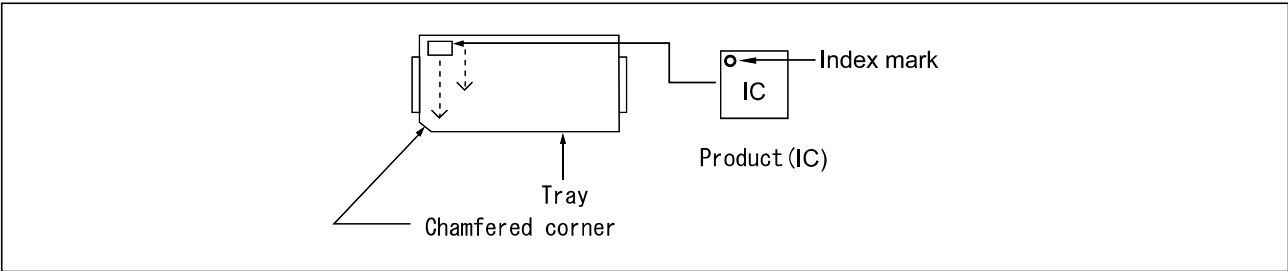 Index mark
IC
Product(IC)
Tray
Chamfered corner